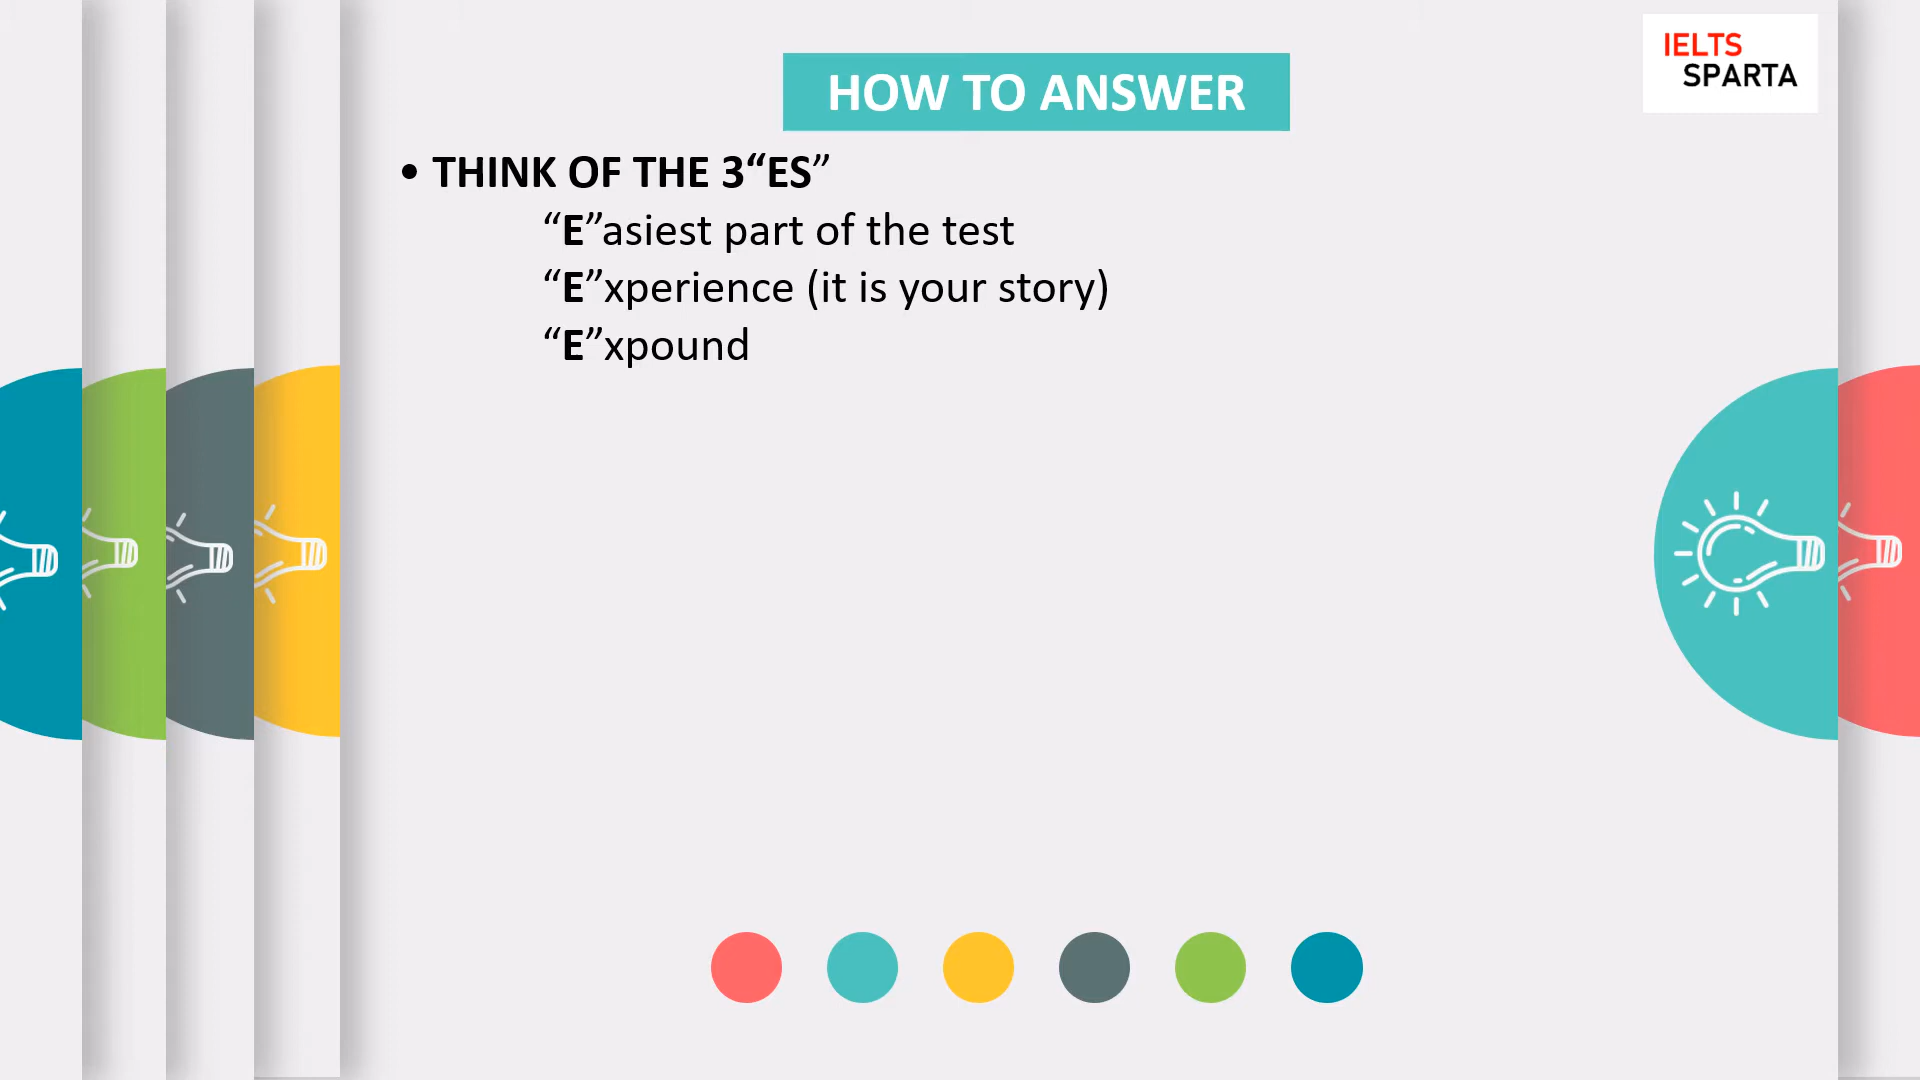 IELTS
SPARTA
HOW TO ANSWER
• THINK OF THE 3“ES”
“E”asiest part of the test
“E”xperience (it is your story)
“E”xpound